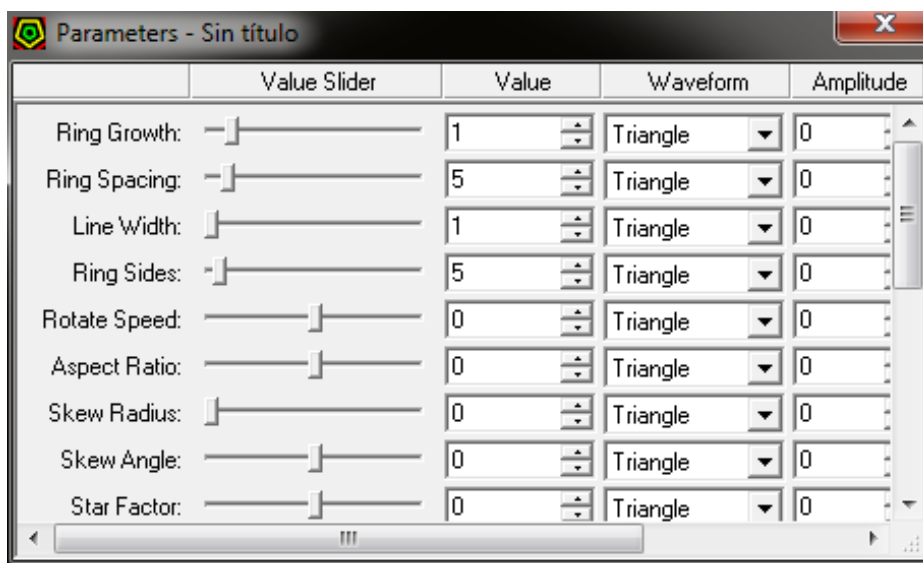 Parameters - Sin título
Value Slider Value Waveform Amplitude
Ring Growth: 1 Triangle 0
Ring Spacing: 5 Triangle 0
Line Width: 1 Triangle 0
Ring Sides: 5 Triangle 0
Rotate Speed: 0 Triangle 0
Aspect Ratio: 0 Triangle 0
Skew Radius: 0 Triangle 0
Skew Angle: 0 Triangle 0
Star Factor: 0 Triangle 0